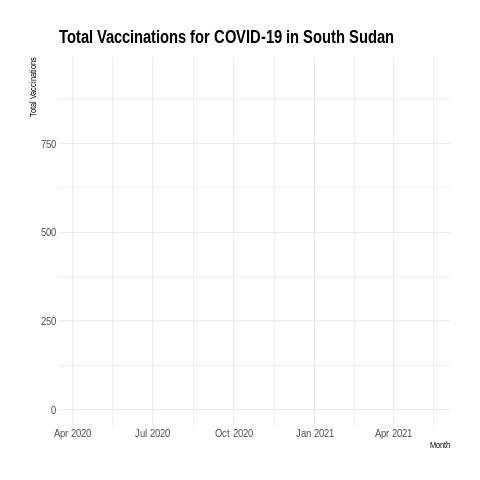 Total Vaccinations for COVID-19 in South Sudan
Total Vaccinations
750
500
250
0
Apr 2020 Jul 2020 Oct 2020 Jan 2021 Apr 2021
Month